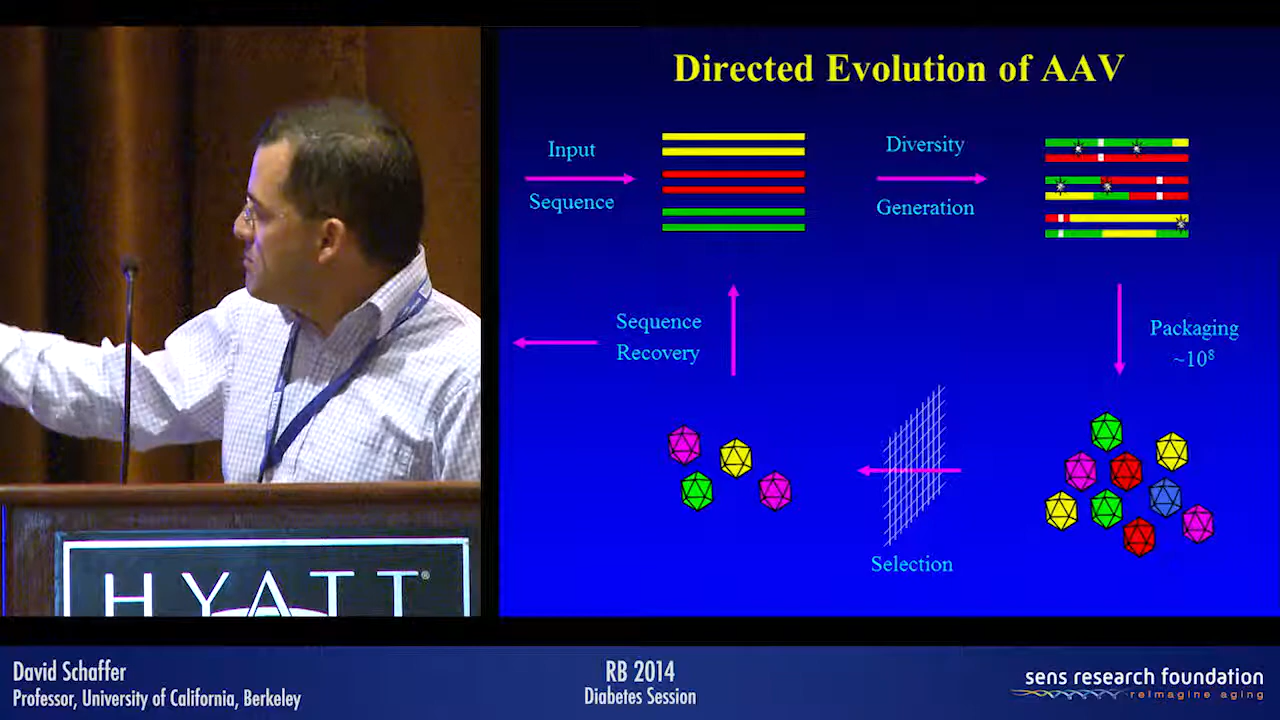 Directed Evolution of AAV
Input
Sequence
Diversity
Generation
Packaging
~10⁸
Selection
Sequence
Recovery
HYATT®
David Schaffer
Professor, University of California, Berkeley
RB 2014
Diabetes Session
sens research foundation
reimagine aging